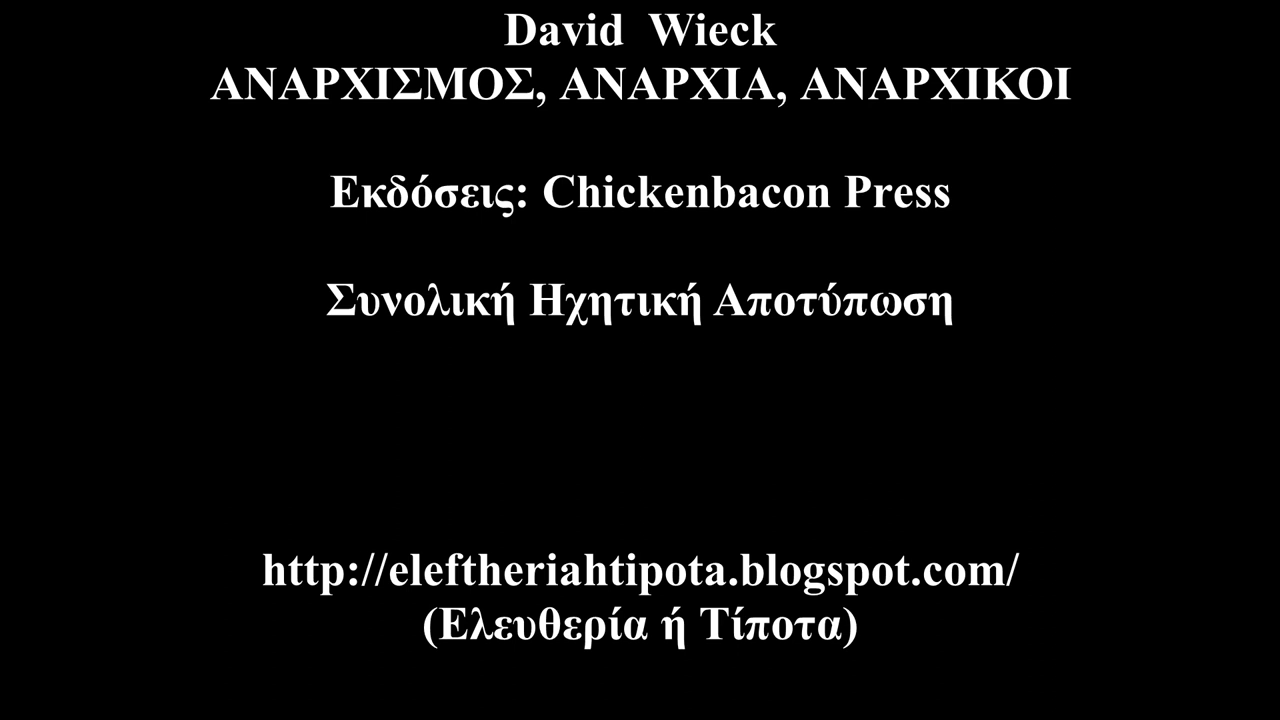 David Wieck
ΑΝΑΡΧΙΣΜΟΣ, ΑΝΑΡΧΙΑ, ΑΝΑΡΧΙΚΟΙ
Εκδόσεις: Chickenbacon Press
Συνολική Ηχητική Αποτύπωση
http://eleftheriahtipota.blogspot.com/
(Ελευθερία ή Τίποτα)